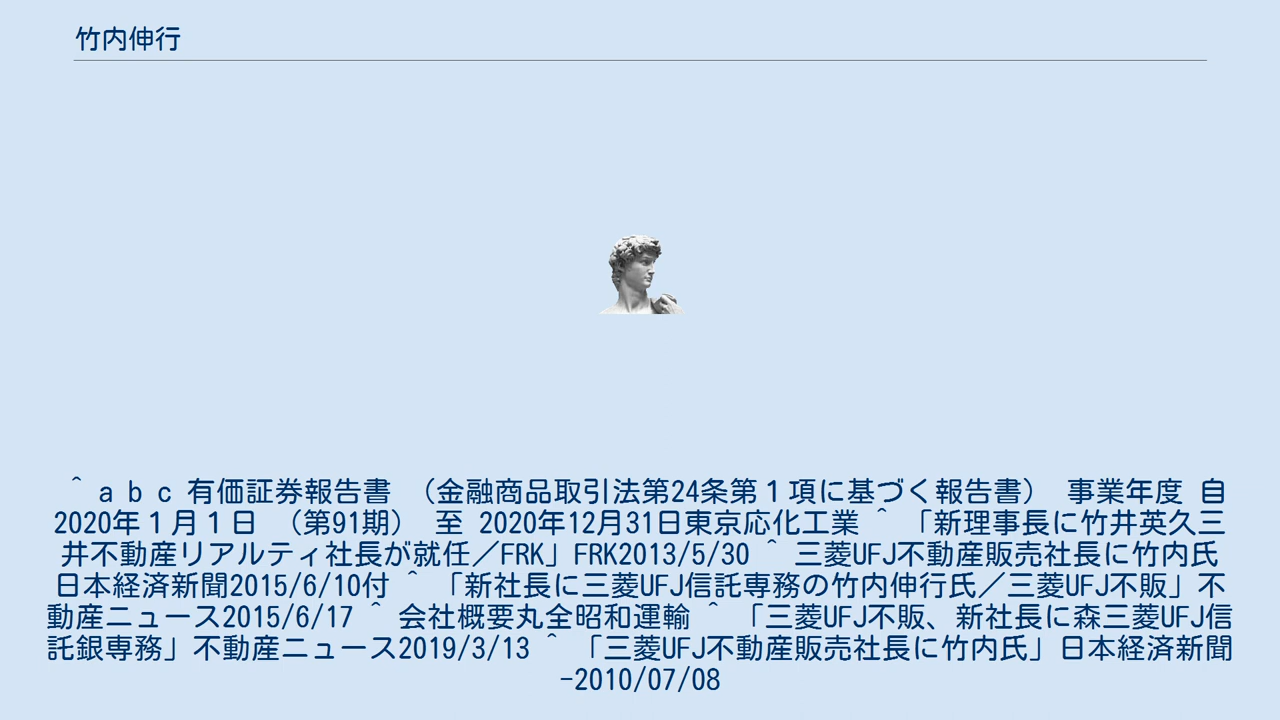 竹内伸行
^ a b c 有価証券報告書 （金融商品取引法第24条第１項に基づく報告書） 事業年度 自
2020年１月１日 （第91期） 至 2020年12月31日東京応化工業 ^ 「新理事長に竹井英久三
井不動産リアルティ社長が就任／FRK」FRK2013/5/30 ^ 三菱UFJ不動産販売社長に竹内氏
日本経済新聞2015/6/10付 ^ 「新社長に三菱UFJ信託専務の竹内伸行氏／三菱UFJ不販」不
動産ニュース2015/6/17 ^ 会社概要丸全昭和運輸 ^ 「三菱UFJ不販、新社長に森三菱UFJ信
託銀専務」不動産ニュース2019/3/13 ^ 「三菱UFJ不動産販売社長に竹内氏」日本経済新聞
-2010/07/08